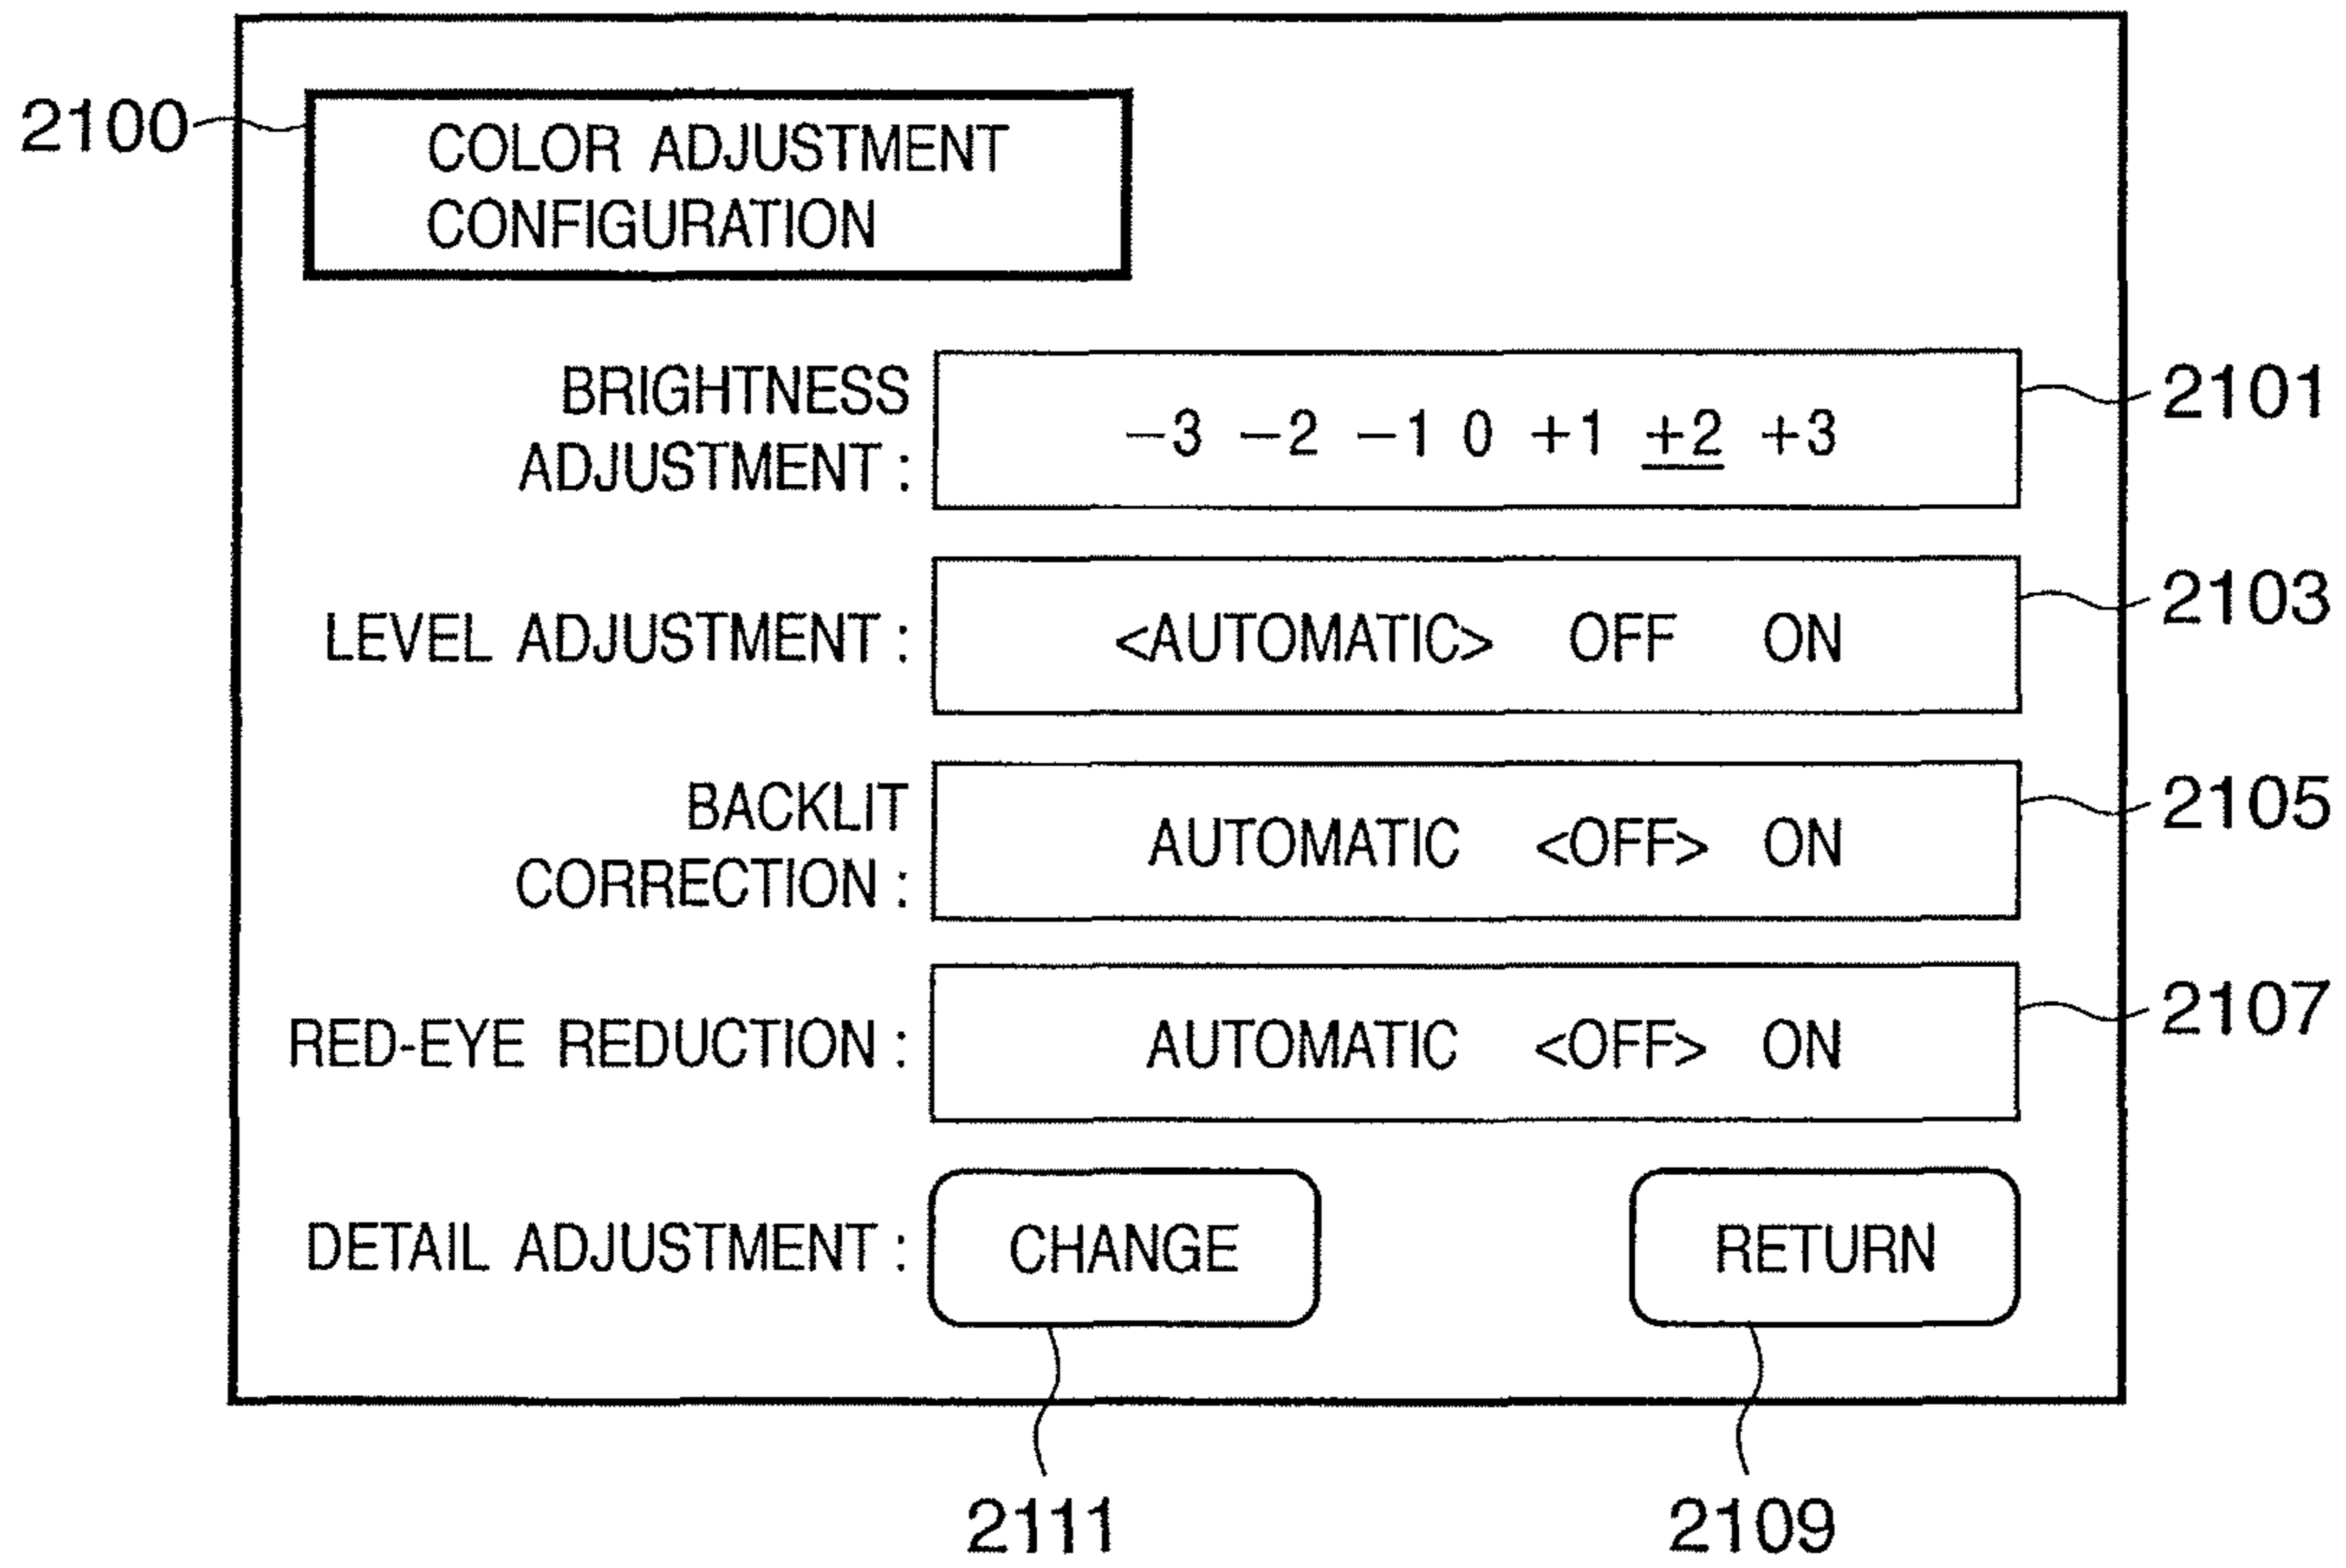 2100
COLOR ADJUSTMENT
CONFIGURATION
BRIGHTNESS
ADJUSTMENT :
−3 −2 −1 0 +1 +2 +3
2101
LEVEL ADJUSTMENT :
<AUTOMATIC> OFF ON
2103
BACKLIT
CORRECTION :
AUTOMATIC <OFF> ON
2105
RED-EYE REDUCTION :
AUTOMATIC <OFF> ON
2107
DETAIL ADJUSTMENT :
CHANGE
RETURN
2111
2109